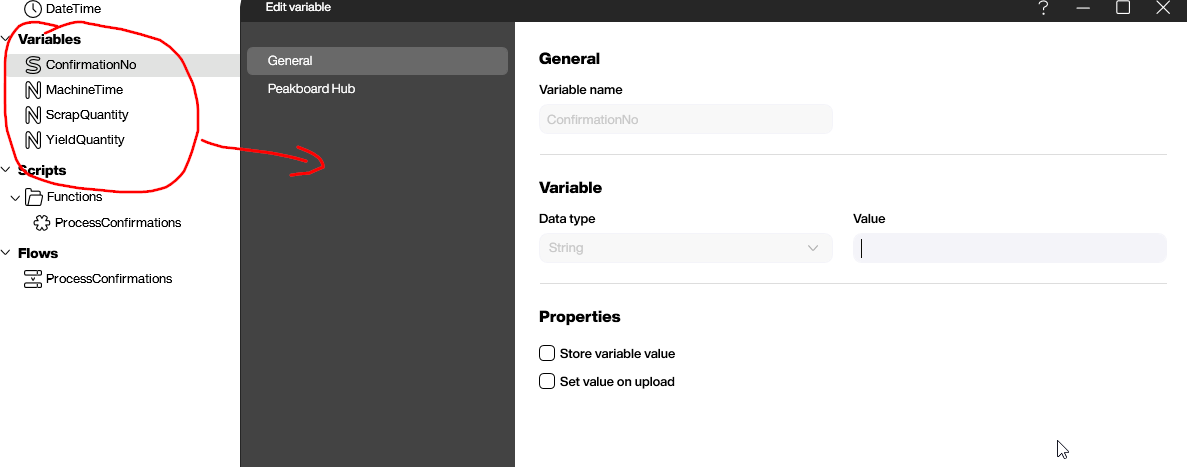 DateTime
Variables
ConfirmationNo
MachineTime
ScrapQuantity
YieldQuantity
Scripts
Functions
ProcessConfirmations
Flows
ProcessConfirmations
Edit variable
?
General
Peakboard Hub
General
Variable name
ConfirmationNo
Variable
Data type
Value
String
Properties
Store variable value
Set value on upload